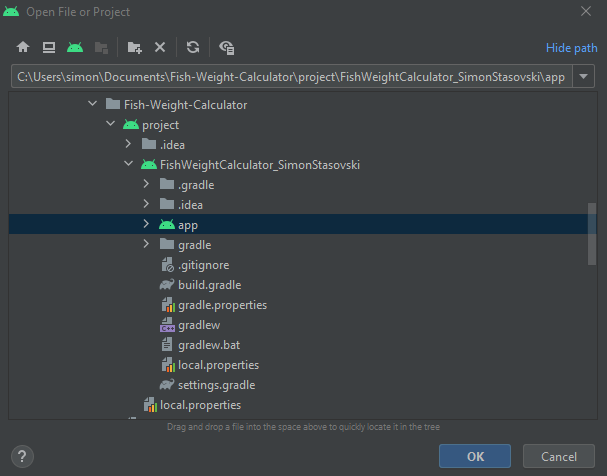 Open File or Project
Hide path
C:\Users\simon\Documents\Fish-Weight-Calculator\project\FishWeightCalculator_SimonStasovski\app
Fish-Weight-Calculator
project
.idea
FishWeightCalculator_SimonStasovski
.gradle
.idea
app
gradle
.gitignore
build.gradle
gradle.properties
C++ gradlew
gradlew.bat
local.properties
settings.gradle
local.properties
Drag and drop a file into the space above to quickly locate it in the tree
? OK Cancel